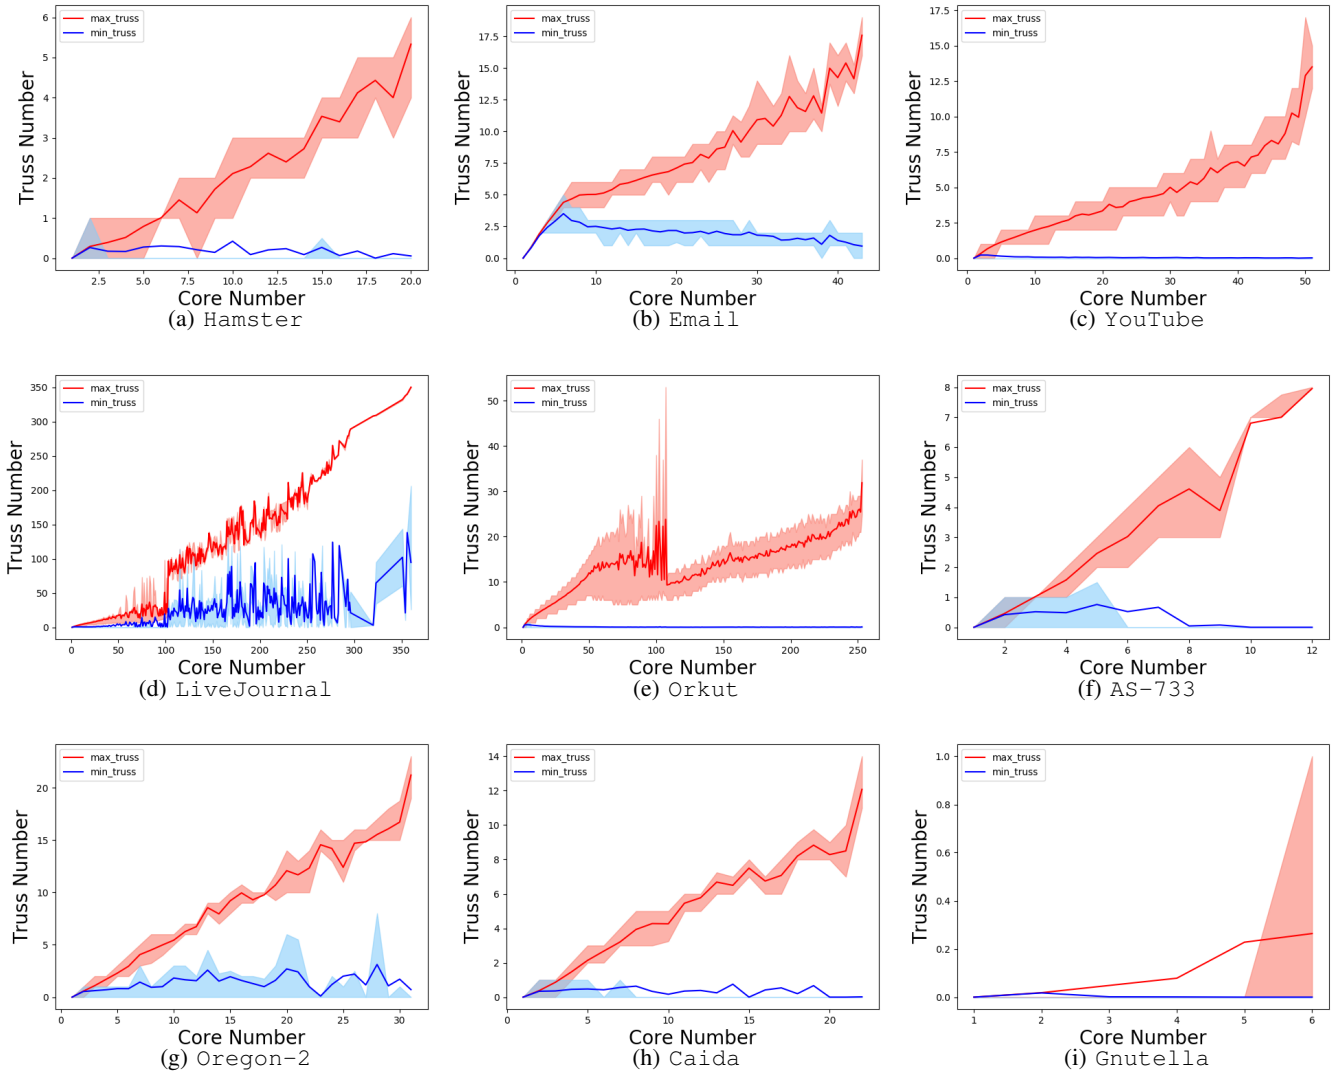 6
5
4
3
2
1
0
max_truss
min_truss
Truss Number
2.5 5.0 7.5 10.0 12.5 15.0 17.5 20.0
Core Number
(a) Hamster
17.5
15.0
12.5
10.0
7.5
5.0
2.5
0.0
max_truss
min_truss
Truss Number
0 10 20 30 40
Core Number
(b) Email
17.5
15.0
12.5
10.0
7.5
5.0
2.5
0.0
max_truss
min_truss
Truss Number
0 10 20 30 40 50
Core Number
(c) YouTube
350
300
250
200
150
100
50
0
max_truss
min_truss
Truss Number
0 50 100 150 200 250 300 350
Core Number
(d) LiveJournal
50
40
30
20
10
0
max_truss
min_truss
Truss Number
0 50 100 150 200 250
Core Number
(e) Orkut
8
7
6
5
4
3
2
1
0
max_truss
min_truss
Truss Number
2 4 6 8 10 12
Core Number
(f) AS-733
20
15
10
5
0
max_truss
min_truss
Truss Number
0 5 10 15 20 25 30
Core Number
(g) Oregon-2
14
12
10
8
6
4
2
0
max_truss
min_truss
Truss Number
0 5 10 15 20
Core Number
(h) Caida
1.0
0.8
0.6
0.4
0.2
0.0
max_truss
min_truss
Truss Number
1 2 3 4 5 6
Core Number
(i) Gnutella